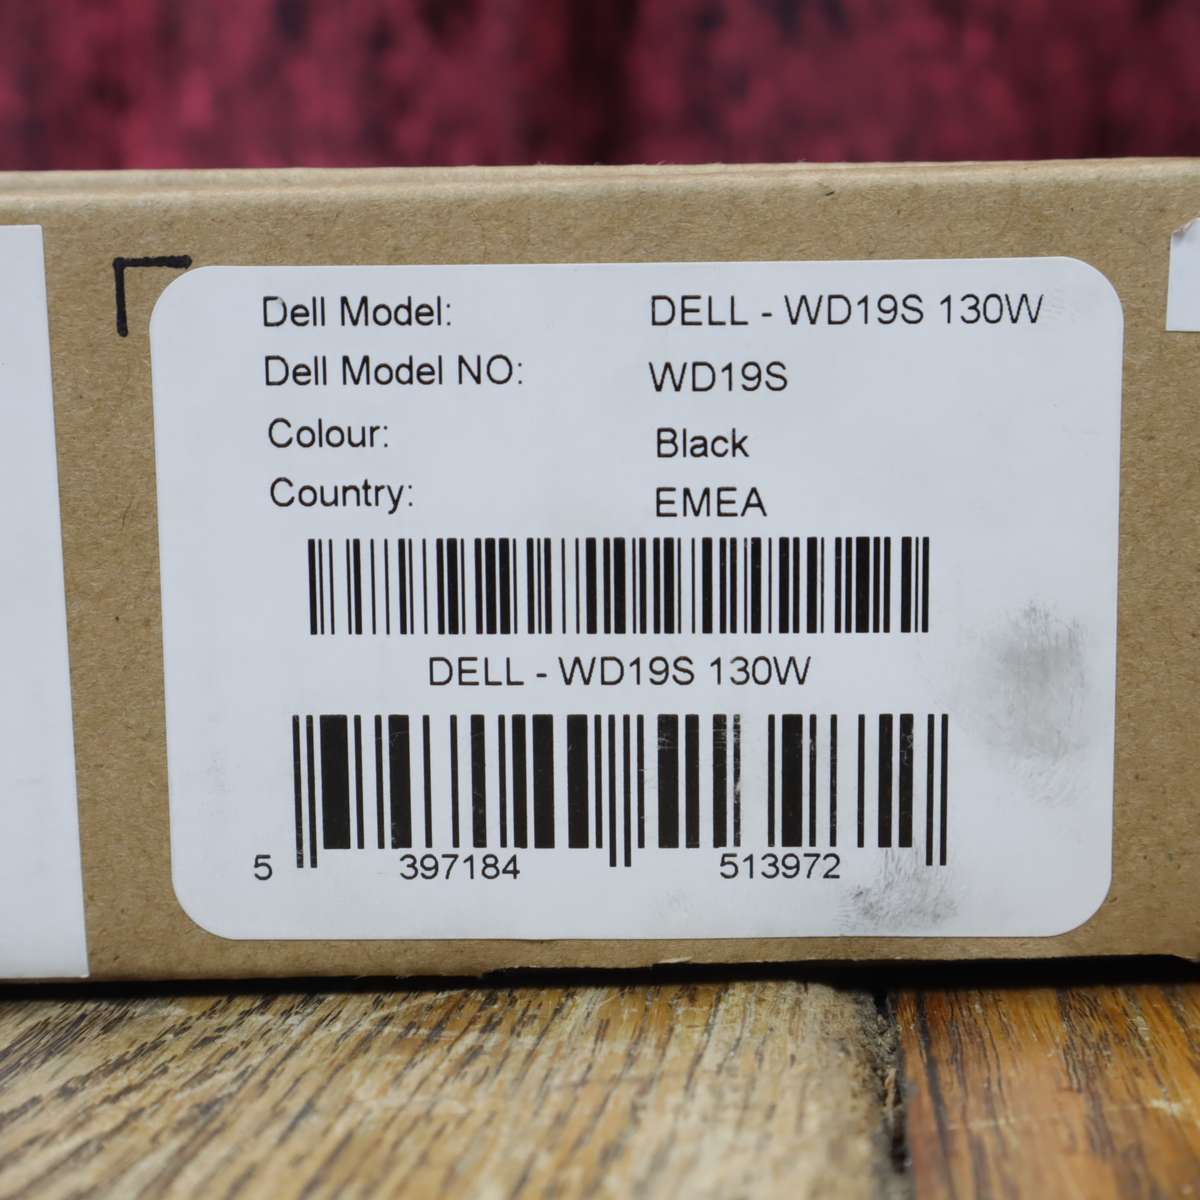 Dell Model: DELL - WD19S 130W
Dell Model NO: WD19S
Colour: Black
Country: EMEA
DELL - WD19S 130W
5 397184 513972